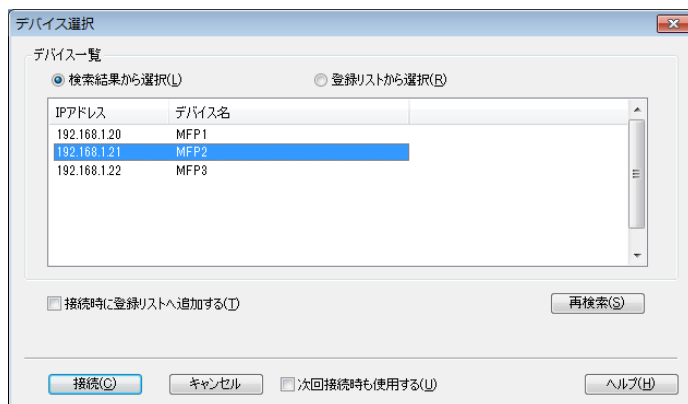 デバイス選択
デバイス一覧
検索結果から選択(L) 登録リストから選択(R)
IPアドレス デバイス名
192.168.1.20 MFP1
192.168.1.21 MFP2
192.168.1.22 MFP3
接続時に登録リストへ追加する(T) 再検索(S)
接続(C) キャンセル 次回接続時も使用する(U) ヘルプ(H)